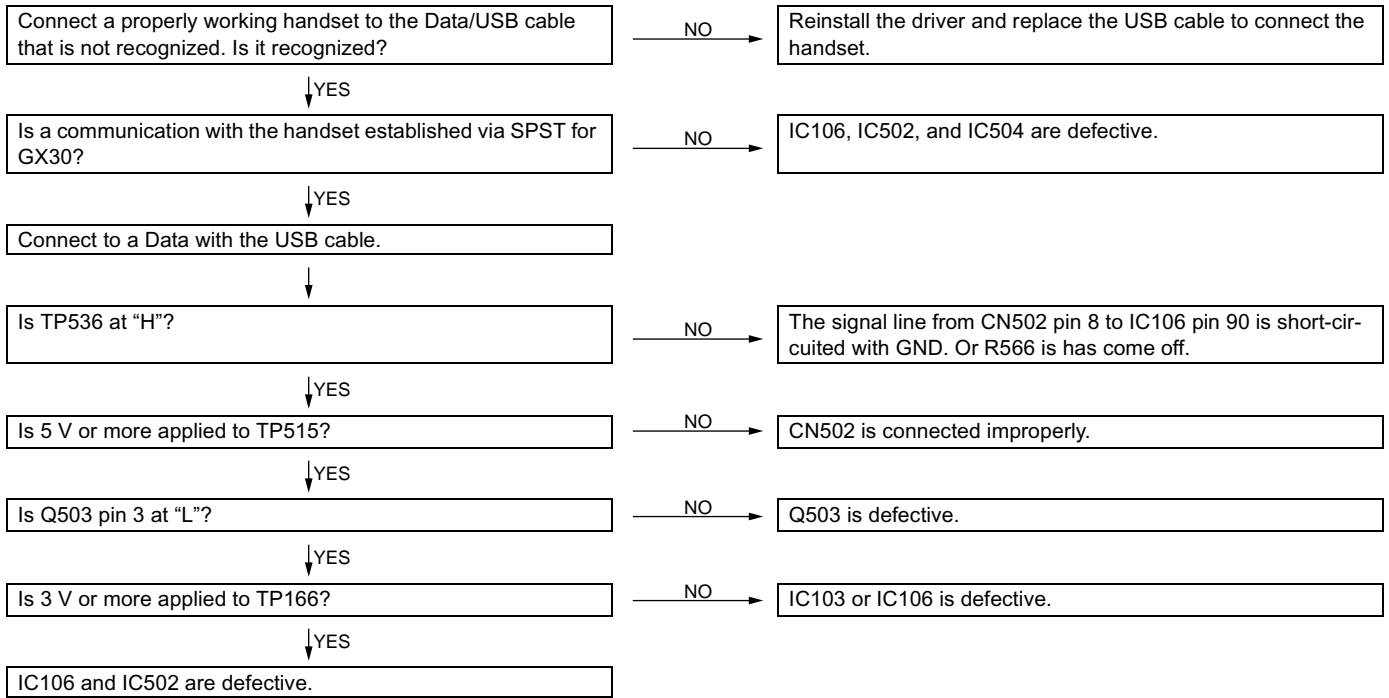 Connect a properly working handset to the Data/USB cable
that is not recognized. Is it recognized?
NO
Reinstall the driver and replace the USB cable to connect the
handset.
YES
Is a communication with the handset established via SPST for
GX30?
NO
IC106, IC502, and IC504 are defective.
YES
Connect to a Data with the USB cable.
Is TP536 at “H”?
NO
The signal line from CN502 pin 8 to IC106 pin 90 is short-cir-
cuited with GND. Or R566 is has come off.
YES
Is 5 V or more applied to TP515?
NO
CN502 is connected improperly.
YES
Is Q503 pin 3 at “L”?
NO
Q503 is defective.
YES
Is 3 V or more applied to TP166?
NO
IC103 or IC106 is defective.
YES
IC106 and IC502 are defective.